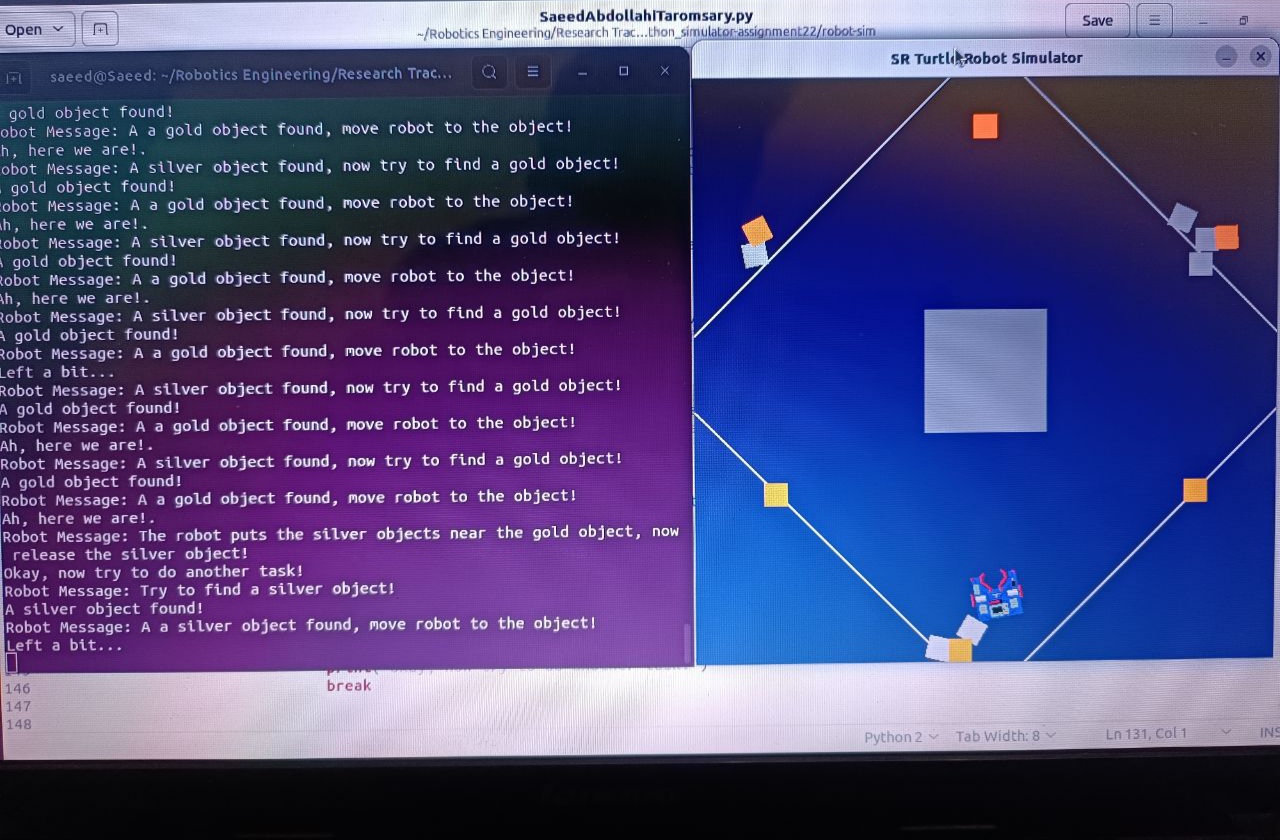 Open
SaeedAbdollahiTaromsary.py
~/Robotics Engineering/Research Trac...thon_simulator-assignment22/robot-sim
Save
saeed@Saeed: ~/Robotics Engineering/Research Trac...
SR Turtle Robot Simulator
gold object found!
obot Message: A a gold object found, move robot to the object!
h, here we are!.
obot Message: A silver object found, now try to find a gold object!
gold object found!
obot Message: A a gold object found, move robot to the object!
Ah, here we are!.
Robot Message: A silver object found, now try to find a gold object!
A gold object found!
Robot Message: A a gold object found, move robot to the object!
Ah, here we are!.
Robot Message: A silver object found, now try to find a gold object!
A gold object found!
Robot Message: A a gold object found, move robot to the object!
Left a bit...
Robot Message: A silver object found, now try to find a gold object!
A gold object found!
Robot Message: A a gold object found, move robot to the object!
Ah, here we are!.
Robot Message: A silver object found, now try to find a gold object!
A gold object found!
Robot Message: A a gold object found, move robot to the object!
Ah, here we are!.
Robot Message: The robot puts the silver objects near the gold object, now
release the silver object!
Okay, now try to do another task!
Robot Message: Try to find a silver object!
A silver object found!
Robot Message: A a silver object found, move robot to the object!
Left a bit...
146 break
147
148
Python 2 Tab Width: 8 Ln 131, Col 1 INS